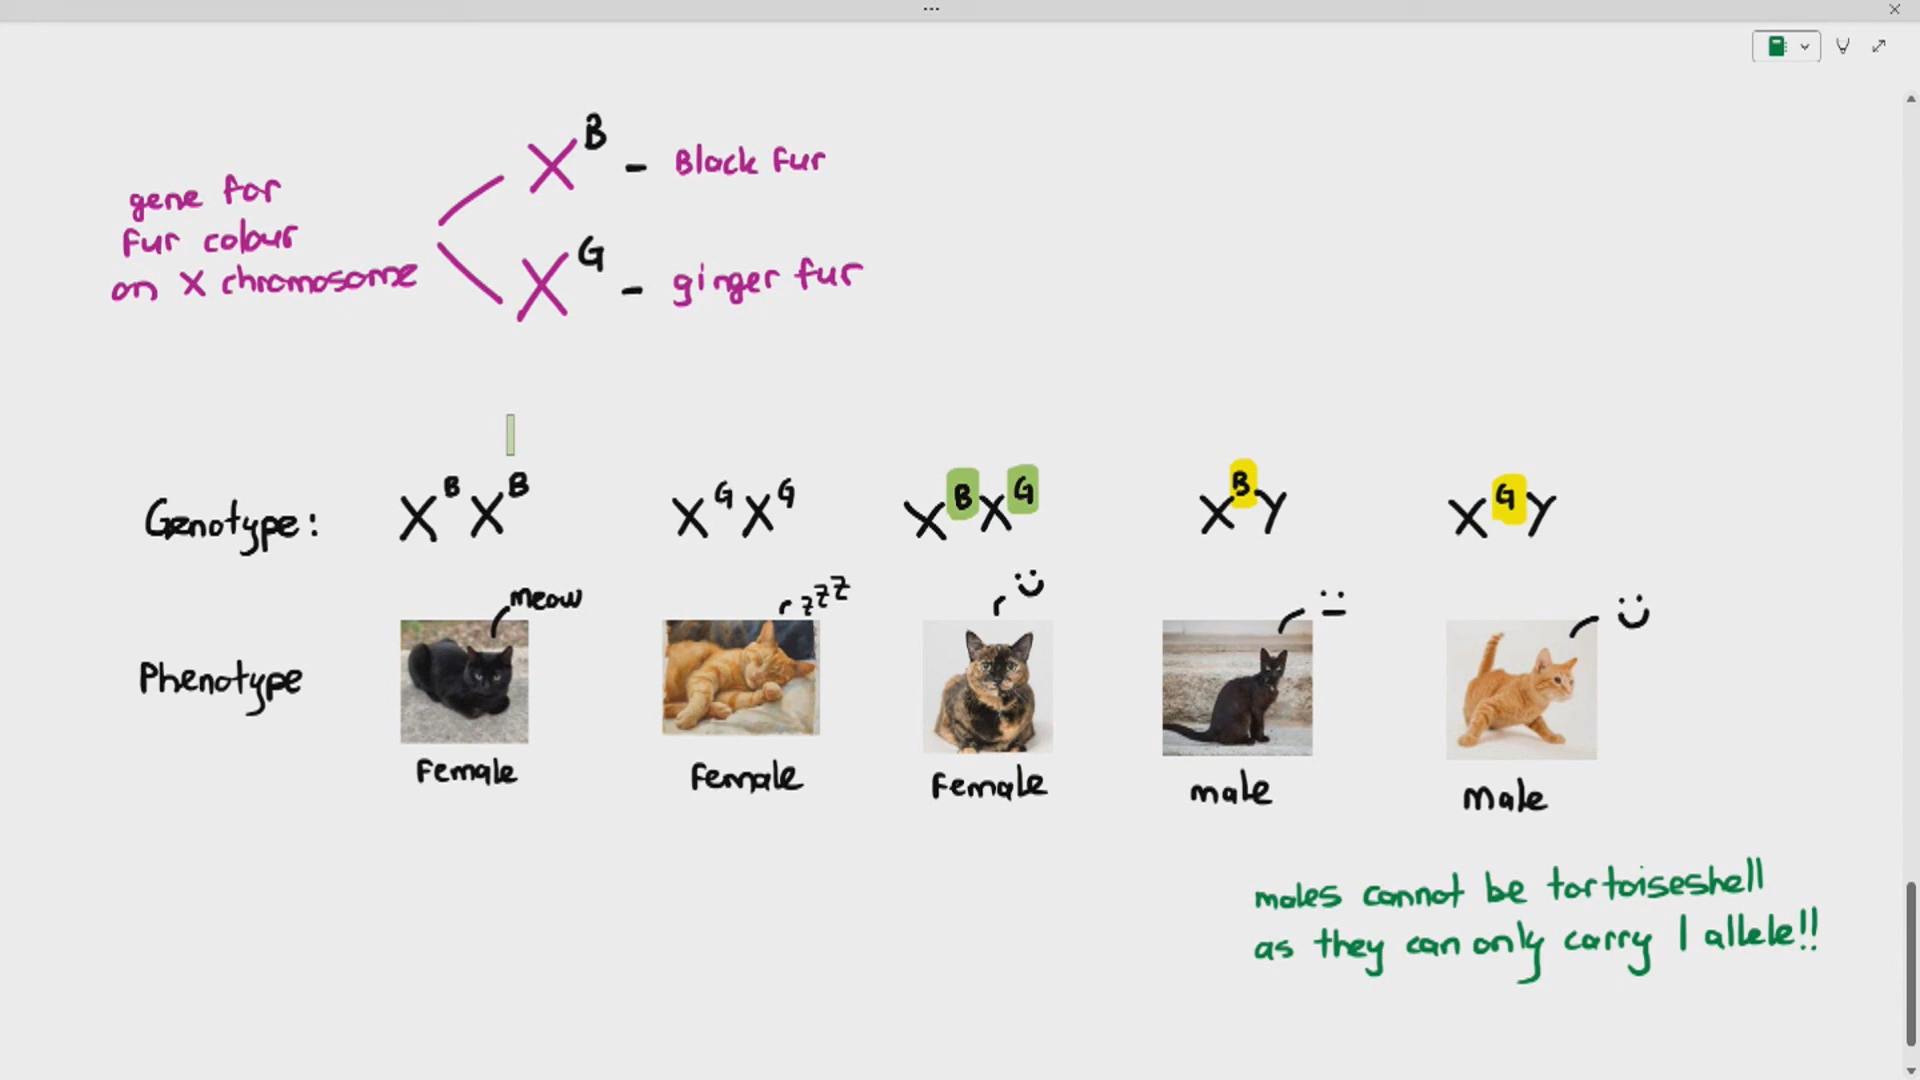 X^B - Black fur
gene for
fur colour
on X chromosome
X^G - ginger fur
Genotype: X^B X^B X^G X^G X^B X^G X^B Y X^G Y
meow zzz
Phenotype
Female Female Female male Male
males cannot be tortoiseshell
as they can only carry 1 allele!!